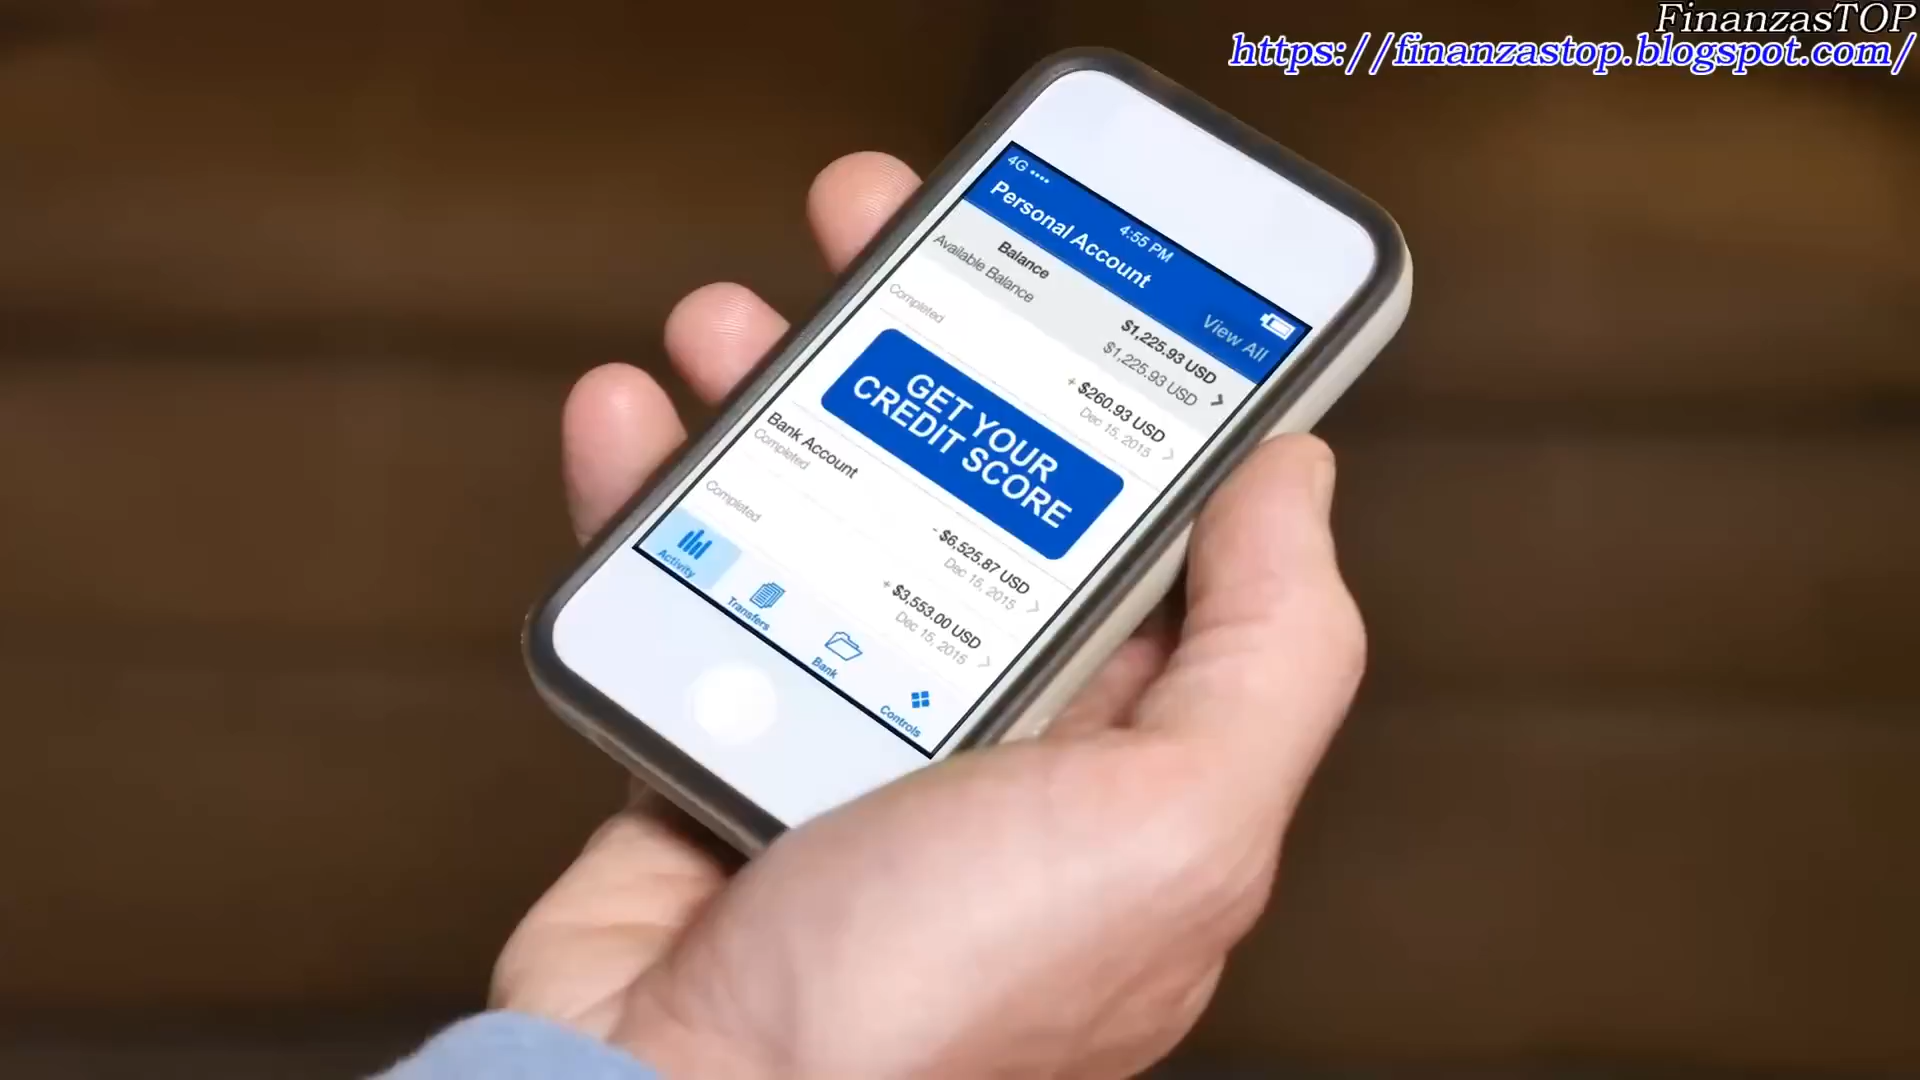 FinanzasTOP
https://finanzastop.blogspot.com/
4G
4:55 PM
Personal Account
View All
Balance
$1,225.93 USD
Available Balance
$1,225.93 USD
+ $260.93 USD
Completed
Dec 15, 2015
GET YOUR
CREDIT SCORE
Bank Account
- $6,525.87 USD
Completed
Dec 15, 2015
+ $3,553.00 USD
Completed
Dec 15, 2015
Activity
Transfers
Bank
Controls